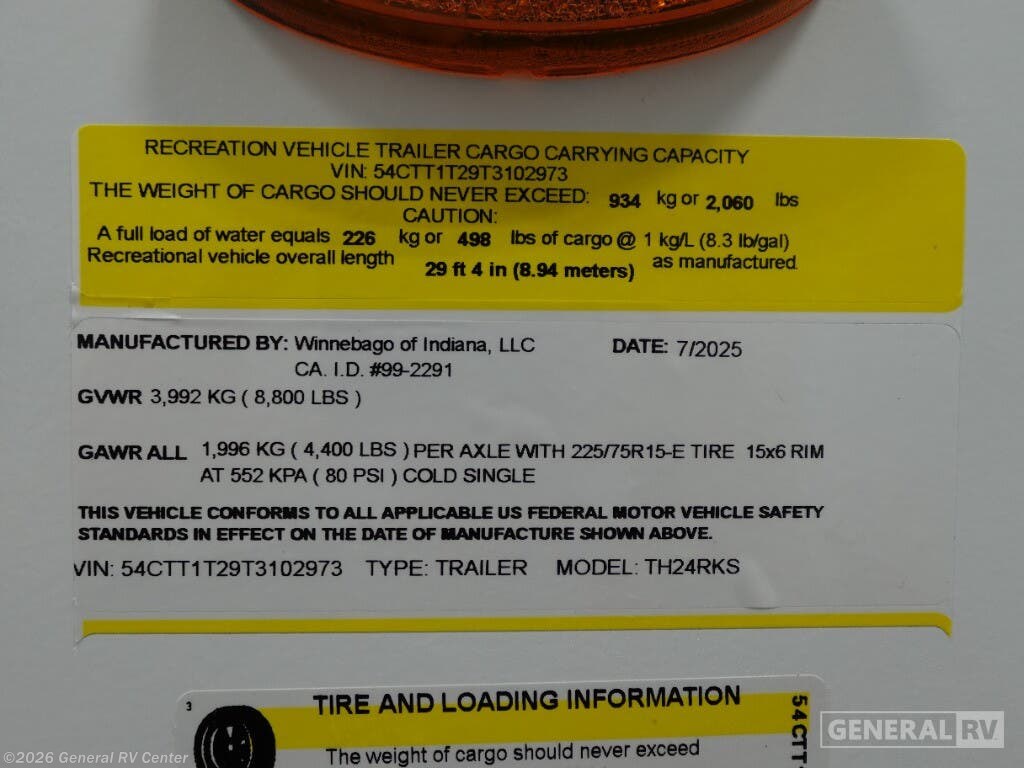 RECREATION VEHICLE TRAILER CARGO CARRYING CAPACITY
VIN: 54CTT1T29T3102973
THE WEIGHT OF CARGO SHOULD NEVER EXCEED: 934 kg or 2,060 lbs
CAUTION:
A full load of water equals 226 kg or 498 lbs of cargo @ 1 kg/L (8.3 lb/gal)
Recreational vehicle overall length 29 ft 4 in (8.94 meters) as manufactured.
MANUFACTURED BY: Winnebago of Indiana, LLC DATE: 7/2025
CA. I.D. #99-2291
GVWR 3,992 KG ( 8,800 LBS )
GAWR ALL 1,996 KG ( 4,400 LBS ) PER AXLE WITH 225/75R15-E TIRE 15x6 RIM
AT 552 KPA ( 80 PSI ) COLD SINGLE
THIS VEHICLE CONFORMS TO ALL APPLICABLE US FEDERAL MOTOR VEHICLE SAFETY
STANDARDS IN EFFECT ON THE DATE OF MANUFACTURE SHOWN ABOVE.
VIN: 54CTT1T29T3102973 TYPE: TRAILER MODEL: TH24RKS
3
TIRE AND LOADING INFORMATION
The weight of cargo should never exceed
54CTT
GENERAL RV
©2026 General RV Center